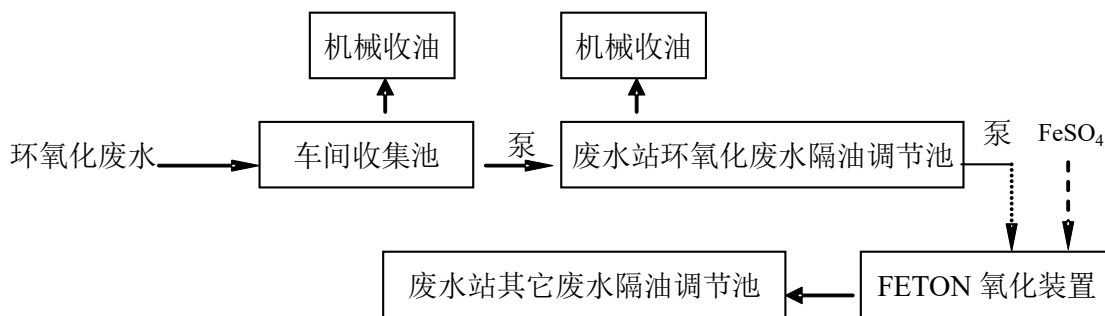 机械收油
机械收油
环氧化废水
车间收集池
泵
废水站环氧化废水隔油调节池
泵
FeSO₄
废水站其它废水隔油调节池
FETON 氧化装置